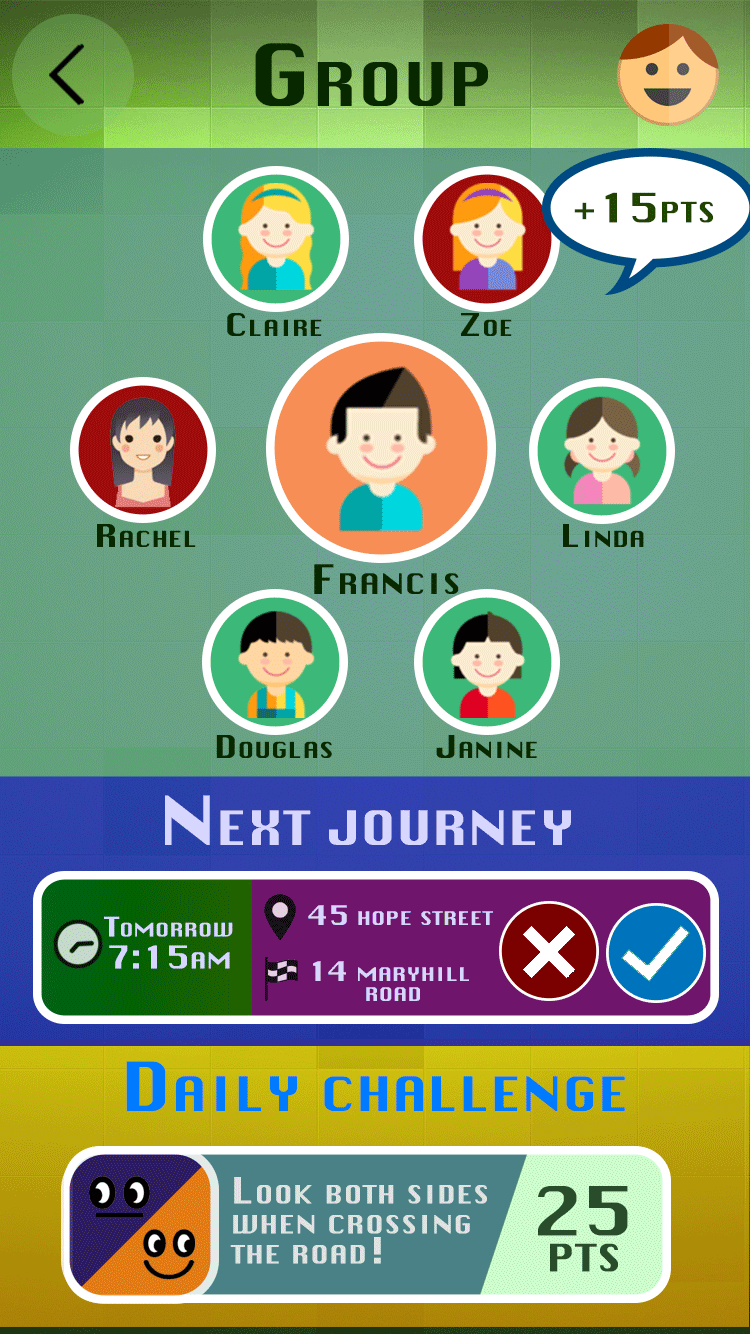 Group
+15pts
Claire
Zoe
Rachel
Linda
Francis
Douglas
Janine
Next journey
Tomorrow
7:15am
45 hope street
14 maryhill
road
Daily challenge
Look both sides
when crossing
the road!
25
pts